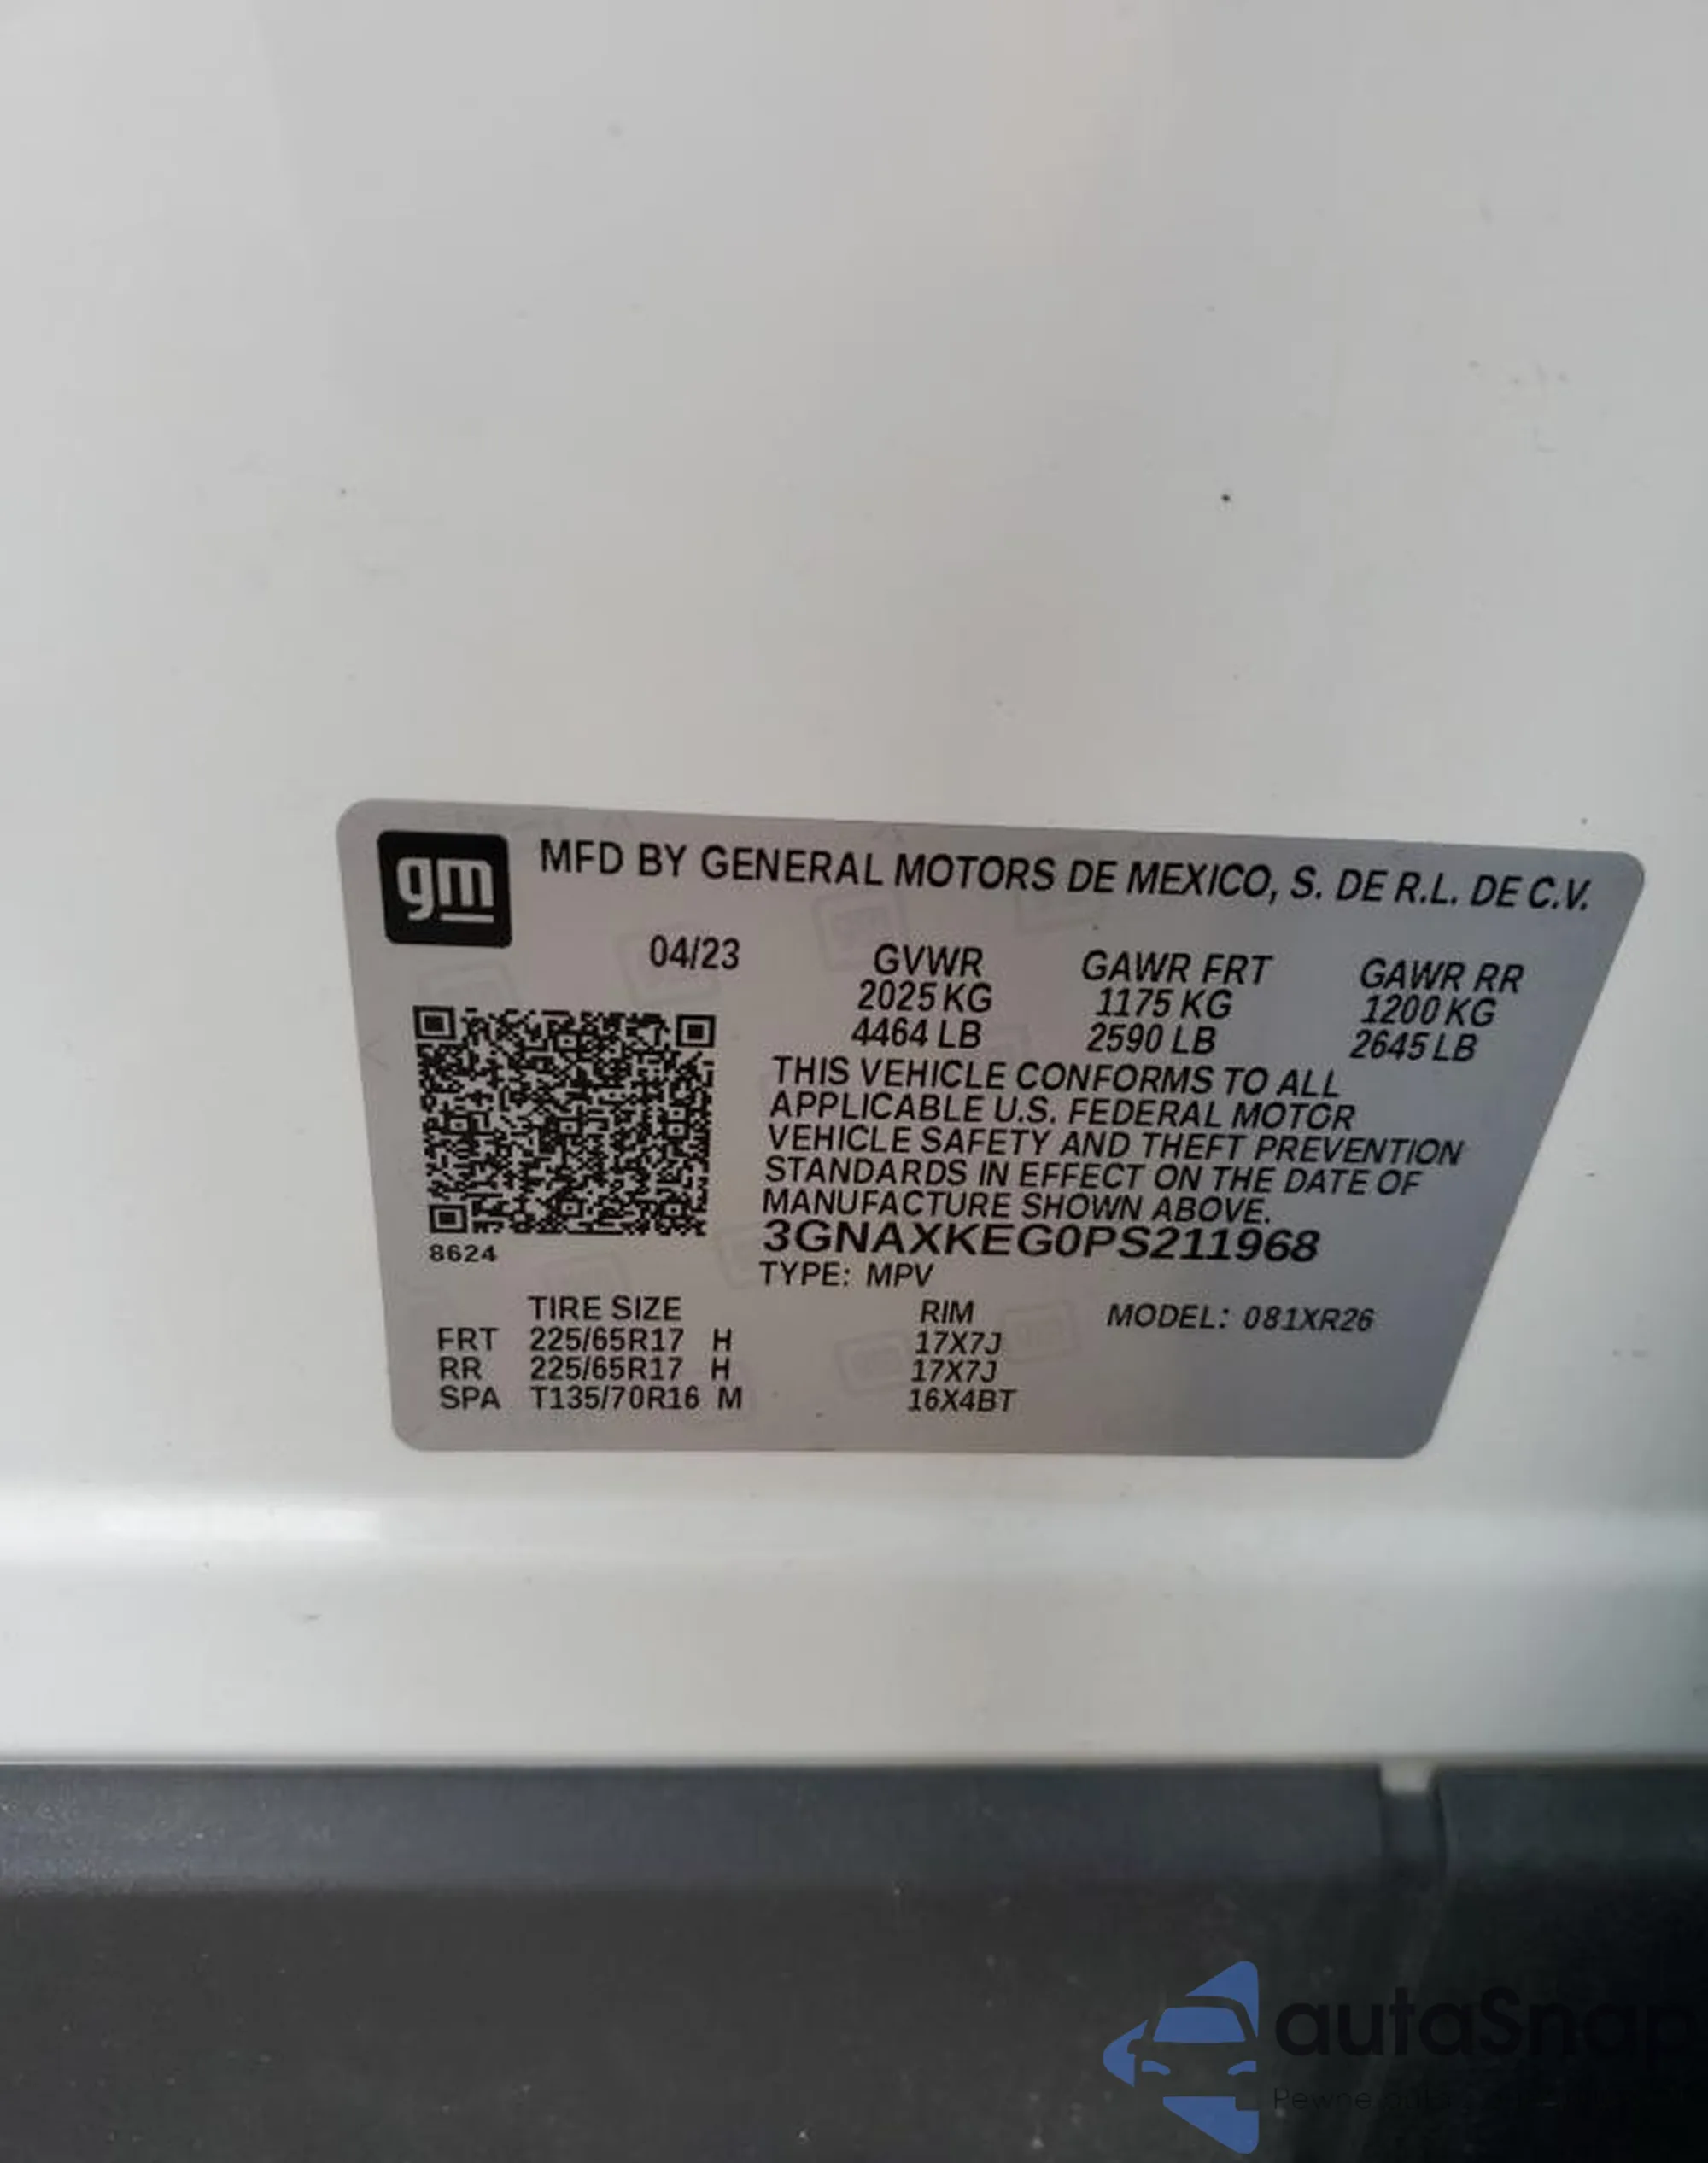 gm
MFD BY GENERAL MOTORS DE MEXICO, S. DE R.L. DE C.V.
04/23 GVWR GAWR FRT GAWR RR
2025 KG 1175 KG 1200 KG
4464 LB 2590 LB 2645 LB
THIS VEHICLE CONFORMS TO ALL
APPLICABLE U.S. FEDERAL MOTOR
VEHICLE SAFETY AND THEFT PREVENTION
STANDARDS IN EFFECT ON THE DATE OF
MANUFACTURE SHOWN ABOVE.
3GNAXKEG0PS211968
8624
TYPE: MPV
TIRE SIZE RIM MODEL: 081XR26
FRT 225/65R17 H 17X7J
RR 225/65R17 H 17X7J
SPA T135/70R16 M 16X4BT
autaSnap
Pewne auta